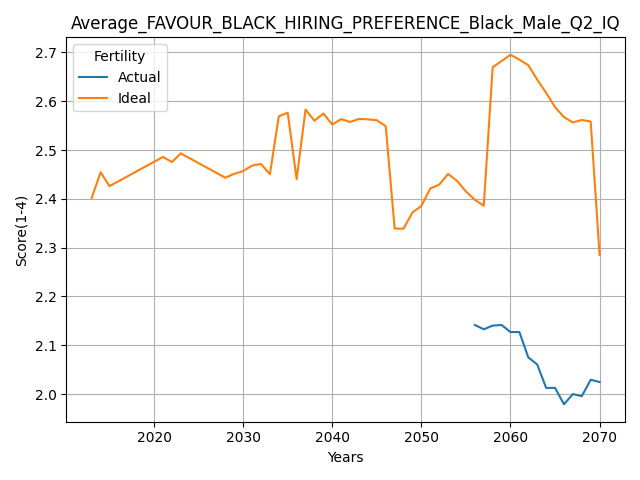 Average_FAVOUR_BLACK_HIRING_PREFERENCE_Black_Male_Q2_IQ
Fertility
Actual
Ideal
Score(1-4)
2.7
2.6
2.5
2.4
2.3
2.2
2.1
2.0
2020 2030 2040 2050 2060 2070
Years